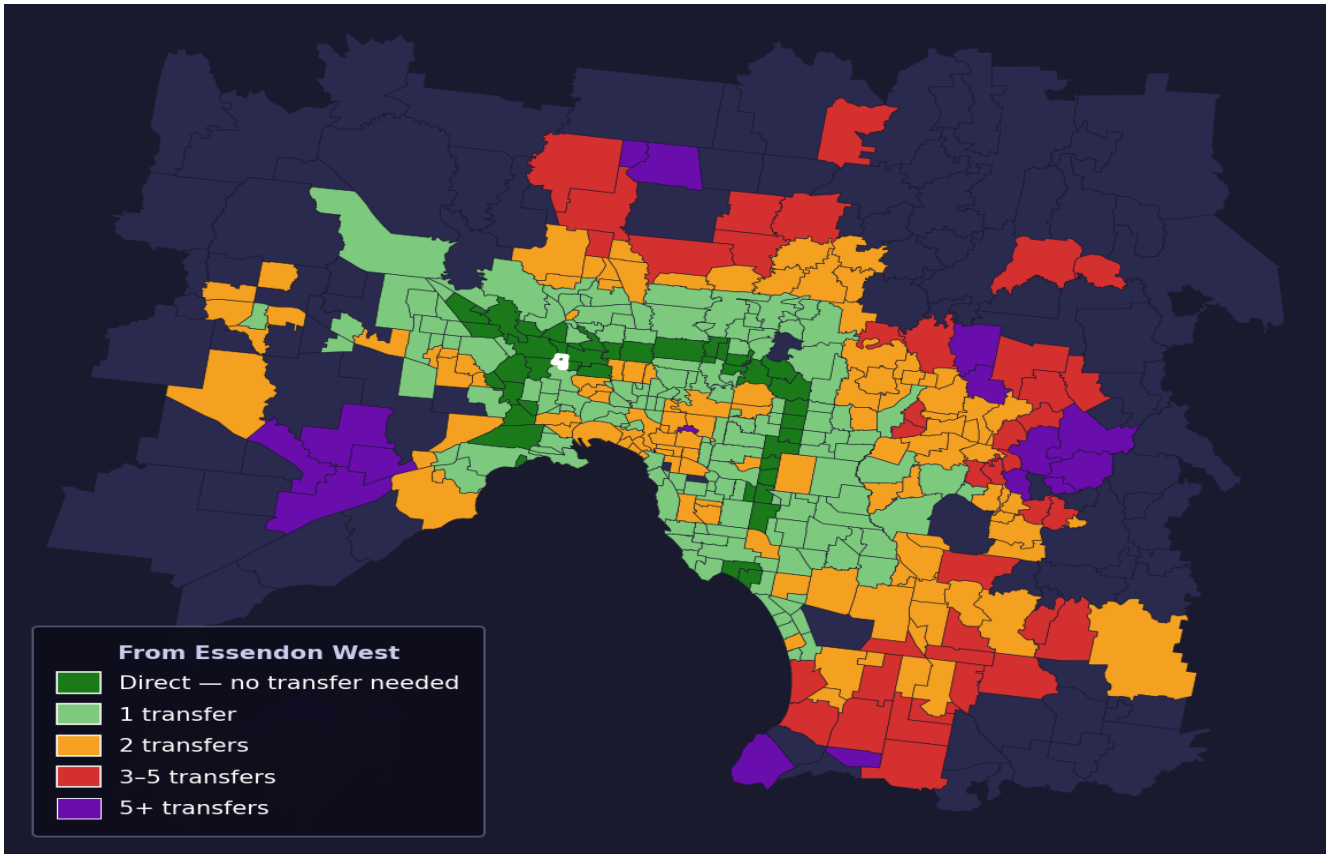 From Essendon West
Direct — no transfer needed
1 transfer
2 transfers
3–5 transfers
5+ transfers